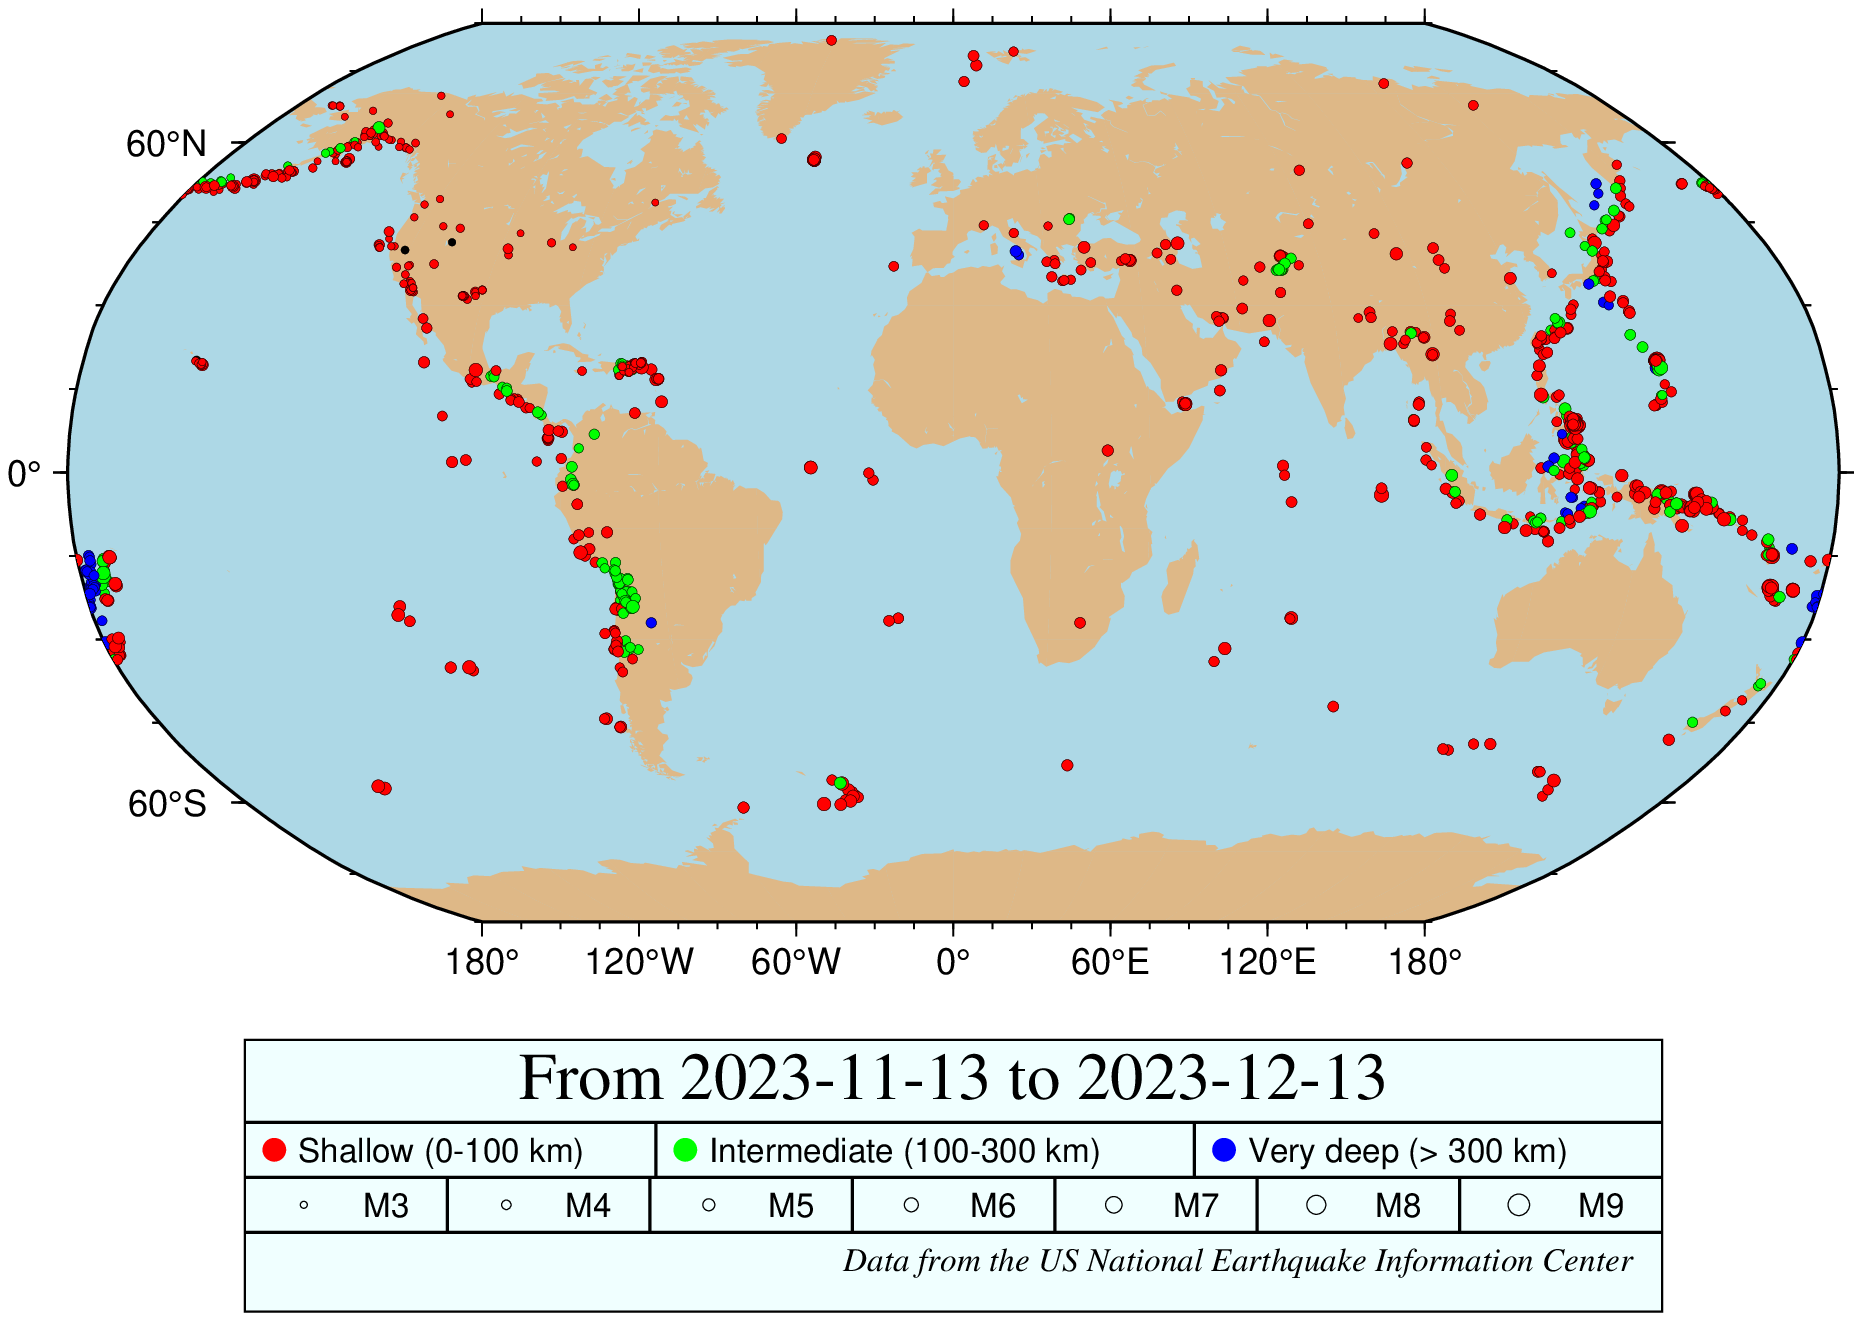 60°N
0°
60°S
180° 120°W 60°W 0° 60°E 120°E 180°
From 2023-11-13 to 2023-12-13
Shallow (0-100 km) Intermediate (100-300 km) Very deep (> 300 km)
M3 M4 M5 M6 M7 M8 M9
Data from the US National Earthquake Information Center